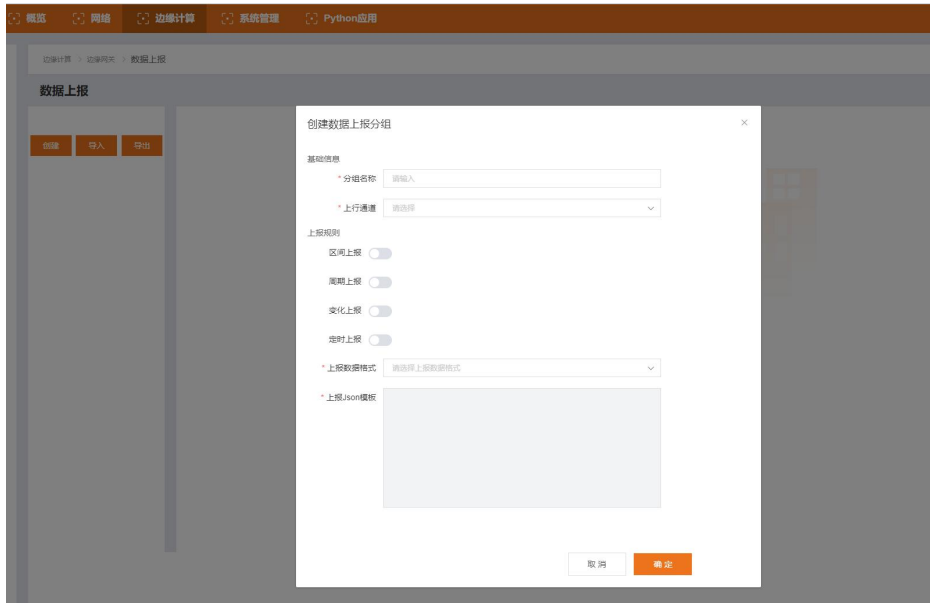 概览 网络 边缘计算 系统管理 Python应用
边缘计算 > 边缘网关 > 数据上报
数据上报
创建 导入 导出
创建数据上报分组 ×
基础信息
* 分组名称 请输入
* 上行通道 请选择
上报规则
区间上报
周期上报
变化上报
定时上报
* 上报数据格式 请选择上报数据格式
* 上报Json模板
取消 确定